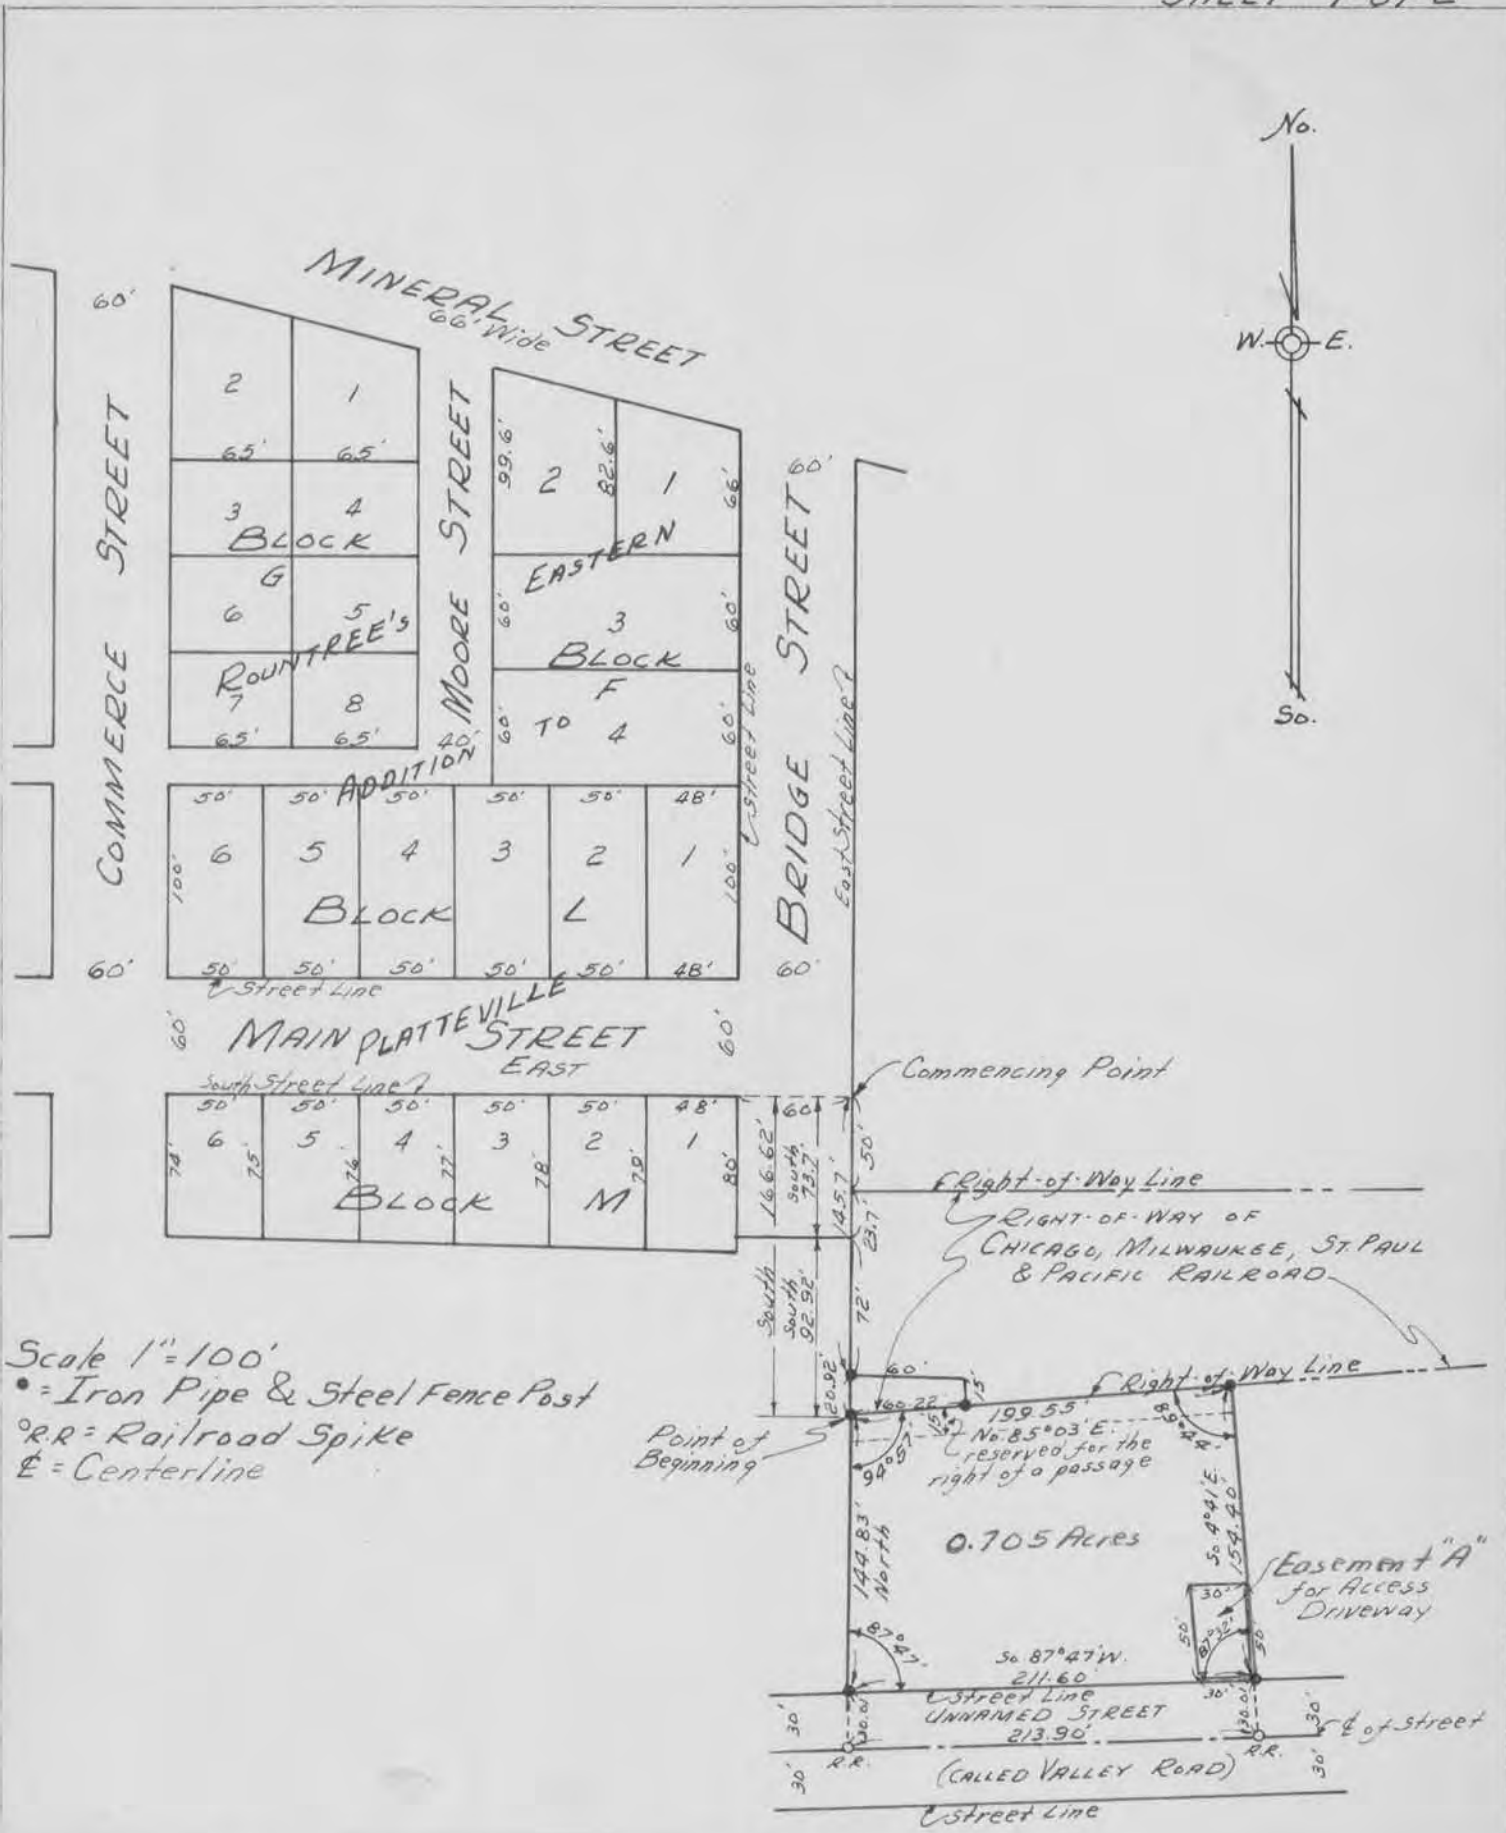 No.
W.
E.
So.
MINERAL STREET
66' Wide
60'
COMMERCE STREET
2
1
65'
65'
3
4
BLOCK
G
6
5
ROUNTREE'S
7
8
65'
65'
MOORE STREET
40'
99.6'
2
82.6'
1
66'
EASTERN
60'
3
60'
BLOCK
F
60'
TO
4
60'
Street Line
ADDITION
BRIDGE STREET
60'
East Street Line
50'
50'
50'
50'
50'
48'
100'
6
5
4
3
2
1
100'
BLOCK L
60'
50'
50'
50'
50'
50'
48'
60'
Street Line
PLATTEVILLE
60'
MAIN STREET
EAST
60'
South Street Line
50'
50'
50'
50'
50'
48'
60'
6
5
4
3
2
1
74'
75'
76'
77'
78'
79'
80'
BLOCK M
Commencing Point
South 166.62'
South 73.7'
145.7'
50'
23.7'
72'
South 92.92'
20.92'
Right-of-Way Line
RIGHT-OF-WAY OF
CHICAGO, MILWAUKEE, ST. PAUL
& PACIFIC RAILROAD
Scale 1"=100'
• = Iron Pipe & Steel Fence Post
°R.R = Railroad Spike
℄ = Centerline
60'
15'
Right-of-Way Line
60.22
199.55'
No. 85°03' E.
15'
reserved for the
right of a passage
Point of
Beginning
94°57'
89°44'
144.83'
North
0.705 Acres
So. 4°41' E.
154.40'
Easement "A"
for Access
Driveway
30'
50'
87°32'
50'
30'
87°47'
So. 87°47' W.
211.60
Street Line
UNNAMED STREET
213.90'
30'
30.01
30.01
30'
℄ of Street
R.R.
R.R.
30'
(CALLED VALLEY ROAD)
30'
Street Line